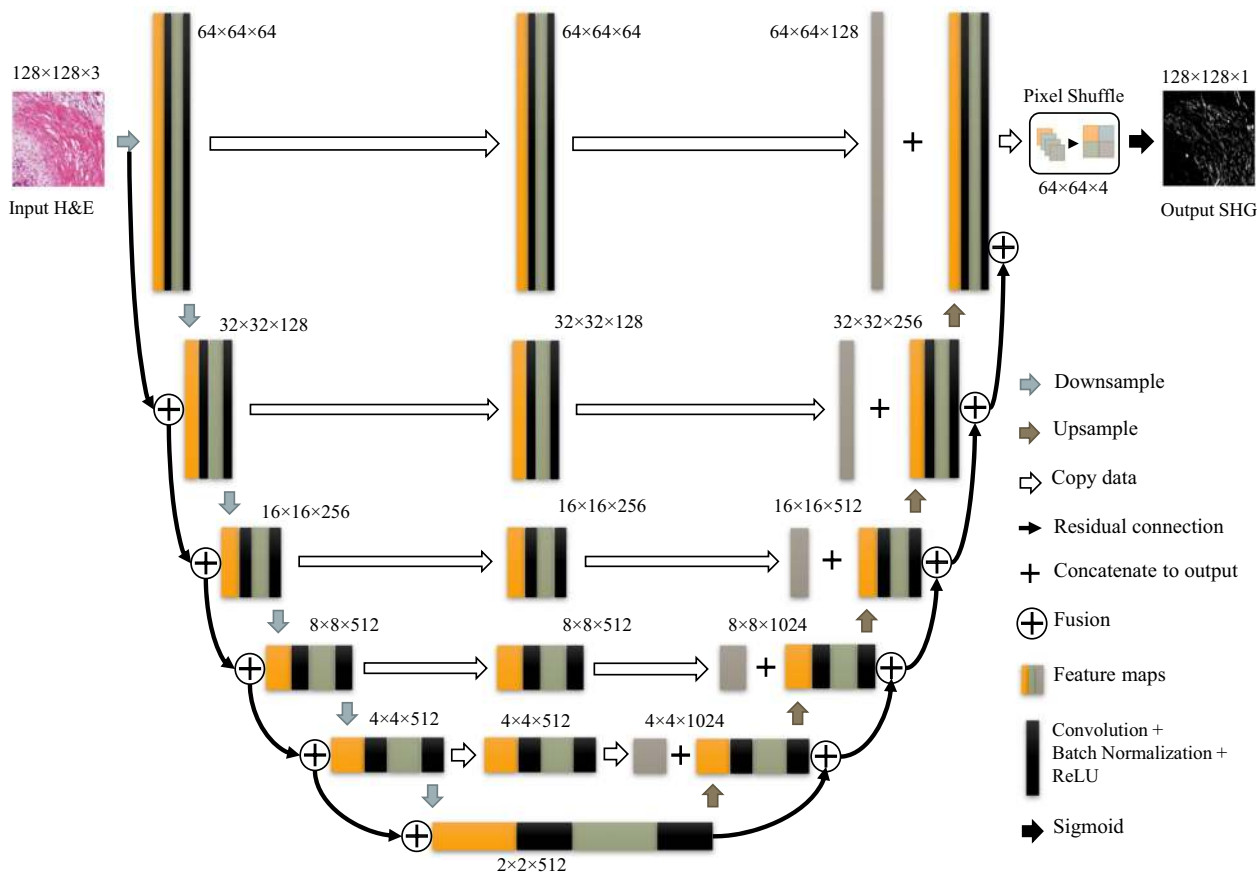 64×64×64
64×64×64
64×64×128
128×128×3
128×128×1
Pixel Shuffle
64×64×4
Input H&E
Output SHG
32×32×128
32×32×128
32×32×256
Downsample
Upsample
Copy data
16×16×256
16×16×256
16×16×512
Residual connection
Concatenate to output
Fusion
8×8×512
8×8×512
8×8×1024
Feature maps
4×4×512
4×4×512
4×4×1024
Convolution +
Batch Normalization +
ReLU
Sigmoid
2×2×512